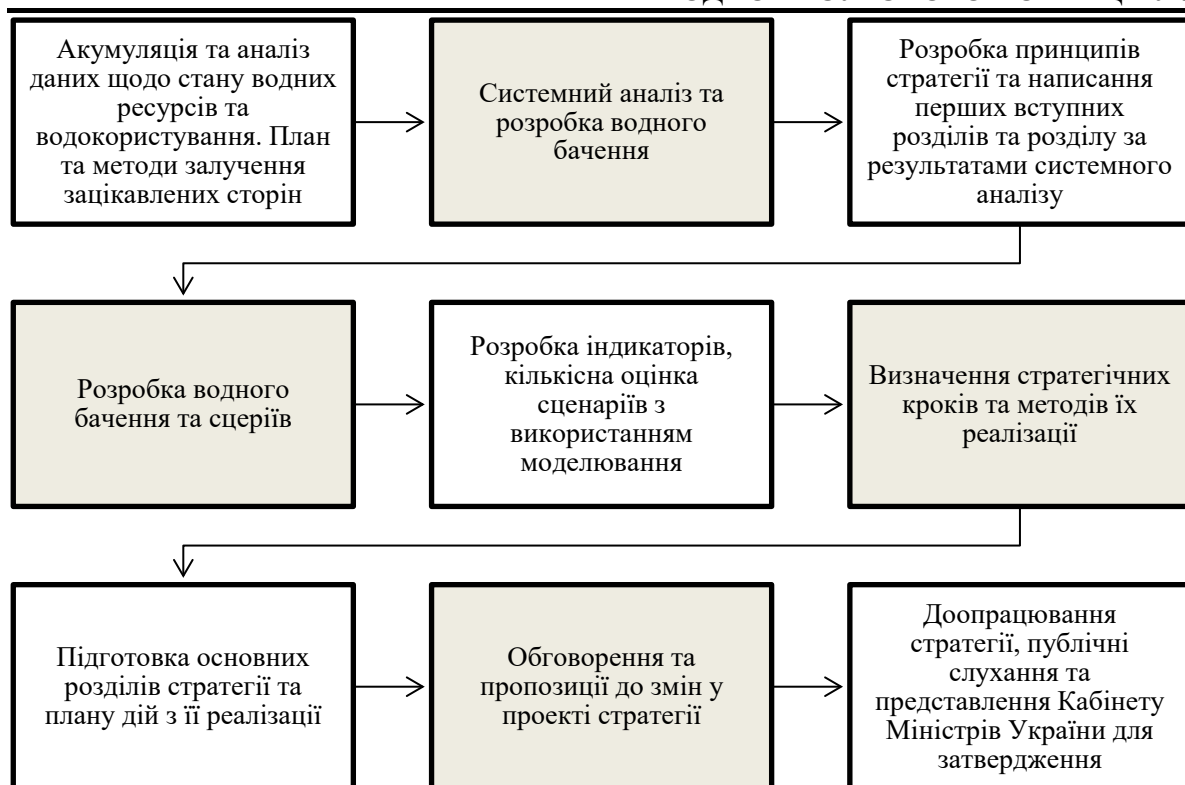 Акумуляція та аналіз
даних щодо стану водних
ресурсів та
водокористування. План
та методи залучення
зацікавлених сторін
Системний аналіз та
розробка водного
бачення
Розробка принципів
стратегії та написання
перших вступних
розділів та розділу за
результатами системного
аналізу
Розробка водного
бачення та сцеріїв
Розробка індикаторів,
кількісна оцінка
сценаріїв з
використанням
моделювання
Визначення стратегічних
кроків та методів їх
реалізації
Підготовка основних
розділів стратегії та
плану дій з її реалізації
Обговорення та
пропозиції до змін у
проекті стратегії
Доопрацювання
стратегії, публічні
слухання та
представлення Кабінету
Міністрів України для
затвердження